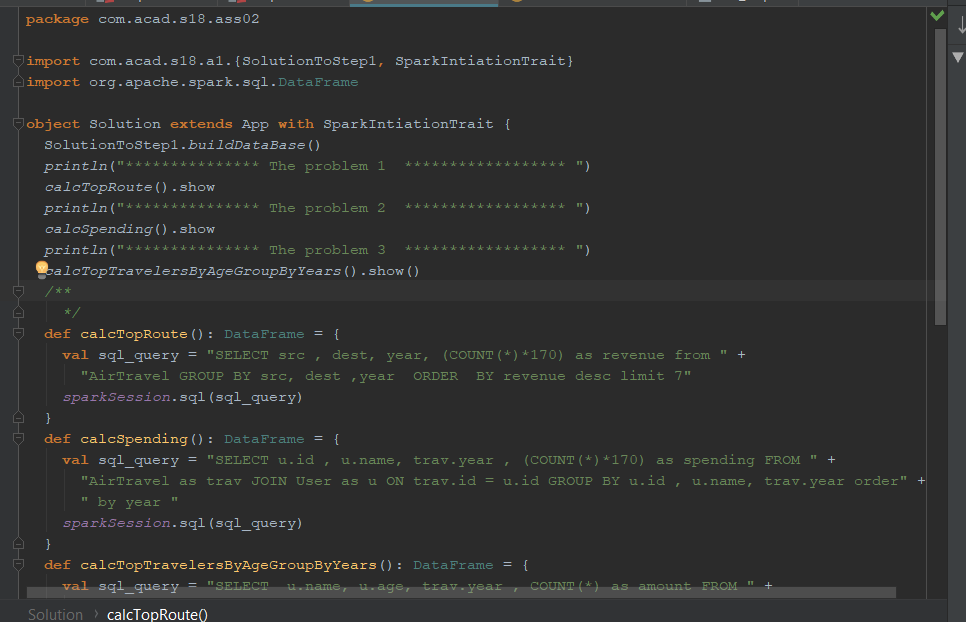 package com.acad.s18.ass02
import com.acad.s18.a1.{SolutionToStep1, SparkIntiationTrait}
import org.apache.spark.sql.DataFrame
object Solution extends App with SparkIntiationTrait {
  SolutionToStep1.buildDataBase()
  println("*************** The problem 1  ****************** ")
  calcTopRoute().show
  println("*************** The problem 2  ****************** ")
  calcSpending().show
  println("*************** The problem 3  ****************** ")
  calcTopTravelersByAgeGroupByYears().show()
  /**
    */
  def calcTopRoute(): DataFrame = {
    val sql_query = "SELECT src , dest, year, (COUNT(*)*170) as revenue from " +
      "AirTravel GROUP BY src, dest ,year  ORDER  BY revenue desc limit 7"
    sparkSession.sql(sql_query)
  }
  def calcSpending(): DataFrame = {
    val sql_query = "SELECT u.id , u.name, trav.year , (COUNT(*)*170) as spending FROM " +
      "AirTravel as trav JOIN User as u ON trav.id = u.id GROUP BY u.id , u.name, trav.year order" +
      " by year "
    sparkSession.sql(sql_query)
  }
  def calcTopTravelersByAgeGroupByYears(): DataFrame = {
    val sql_query = "SELECT  u.name, u.age, trav.year , COUNT(*) as amount FROM " +
Solution › calcTopRoute()